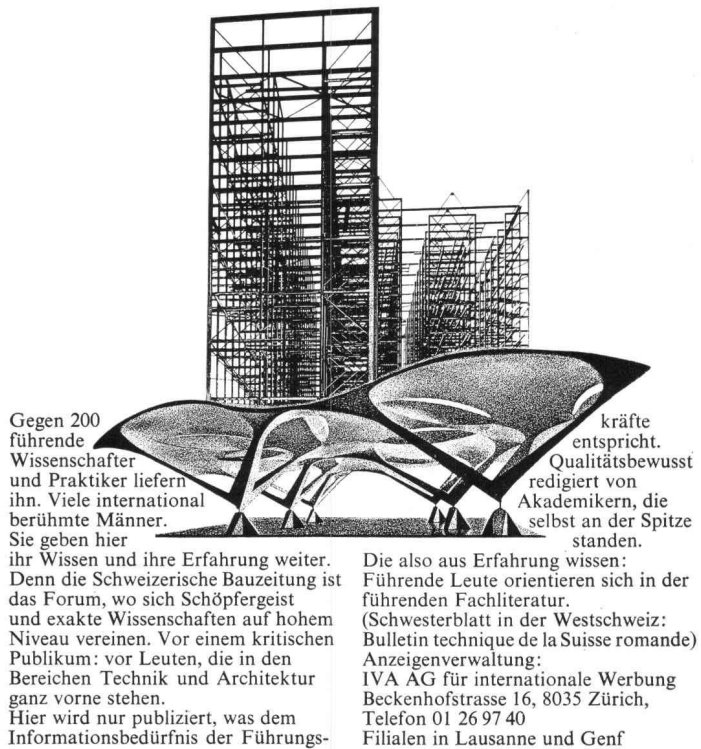 Gegen 200
führende
Wissenschafter
und Praktiker liefern
ihn. Viele international
berühmte Männer.
Sie geben hier
ihr Wissen und ihre Erfahrung weiter.
Denn die Schweizerische Bauzeitung ist
das Forum, wo sich Schöpfergeist
und exakte Wissenschaften auf hohem
Niveau vereinen. Vor einem kritischen
Publikum: vor Leuten, die in den
Bereichen Technik und Architektur
ganz vorne stehen.
Hier wird nur publiziert, was dem
Informationsbedürfnis der Führungs-
kräfte
entspricht.
Qualitätsbewusst
redigiert von
Akademikern, die
selbst an der Spitze
standen.
Die also aus Erfahrung wissen:
Führende Leute orientieren sich in der
führenden Fachliteratur.
(Schwesterblatt in der Westschweiz:
Bulletin technique de la Suisse romande)
Anzeigenverwaltung:
IVA AG für internationale Werbung
Beckenhofstrasse 16, 8035 Zürich,
Telefon 01 26 97 40
Filialen in Lausanne und Genf